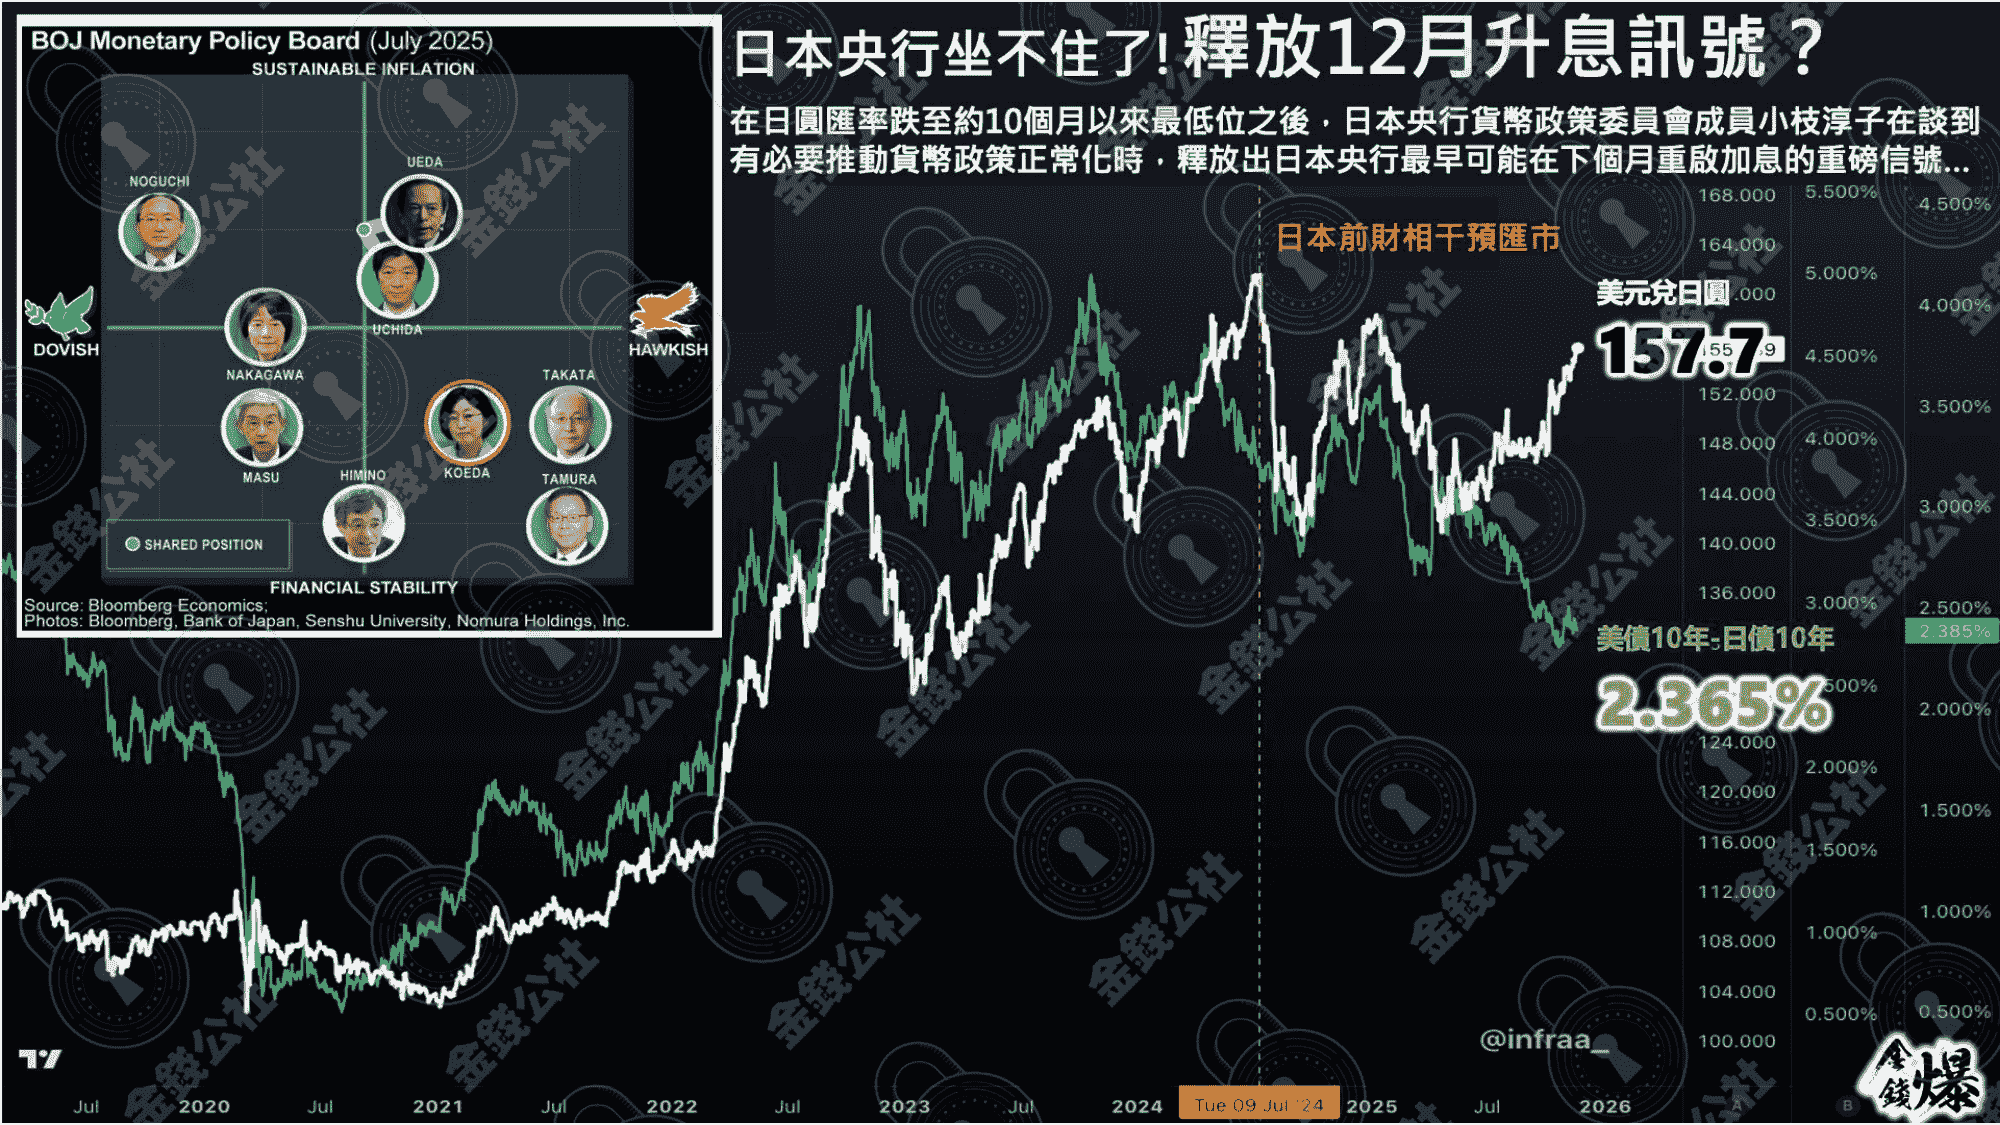 BOJ Monetary Policy Board (July 2025)
SUSTAINABLE INFLATION
UEDA
NOGUCHI
UCHIDA
DOVISH
HAWKISH
NAKAGAWA
TAKATA
MASU
HIMINO
KOEDA
TAMURA
SHARED POSITION
FINANCIAL STABILITY
Source: Bloomberg Economics;
Photos: Bloomberg, Bank of Japan, Senshu University, Nomura Holdings, Inc.
日本央行坐不住了!釋放12月升息訊號？
在日圓匯率跌至約10個月以來最低位之後，日本央行貨幣政策委員會成員小枝淳子在談到
有必要推動貨幣政策正常化時，釋放出日本央行最早可能在下個月重啟加息的重磅信號...
日本前財相干預匯市
美元兌日圓
157.7
美債10年-日債10年
2.365%
168.000
164.000
152.000
148.000
144.000
140.000
136.000
124.000
120.000
116.000
112.000
108.000
104.000
100.000
5.500%
5.000%
4.500%
4.000%
3.500%
3.000%
2.000%
1.500%
1.000%
0.500%
4.500%
4.000%
3.500%
3.000%
2.500%
2.385%
2.000%
1.500%
1.000%
0.500%
@infraa_
Jul 2020 Jul 2021 Jul 2022 Jul 2023 Jul 2024 Tue 09 Jul '24 2025 Jul 2026
A
B
金錢爆
金錢公社